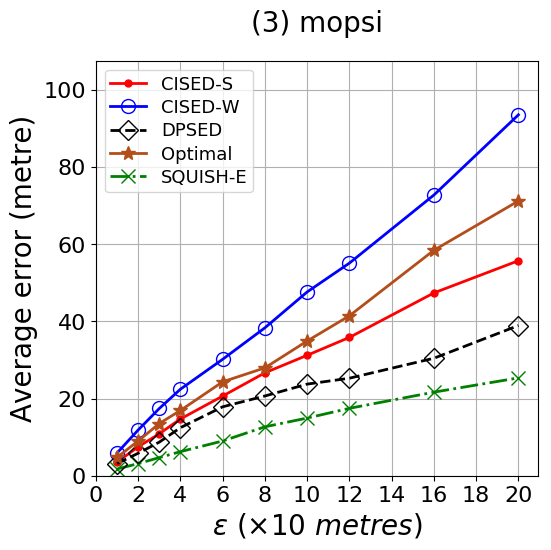 (3) mopsi
CISED-S
CISED-W
DPSED
Optimal
SQUISH-E
Average error (metre)
100
80
60
40
20
0
0 2 4 6 8 10 12 14 16 18 20
ε (×10 metres)